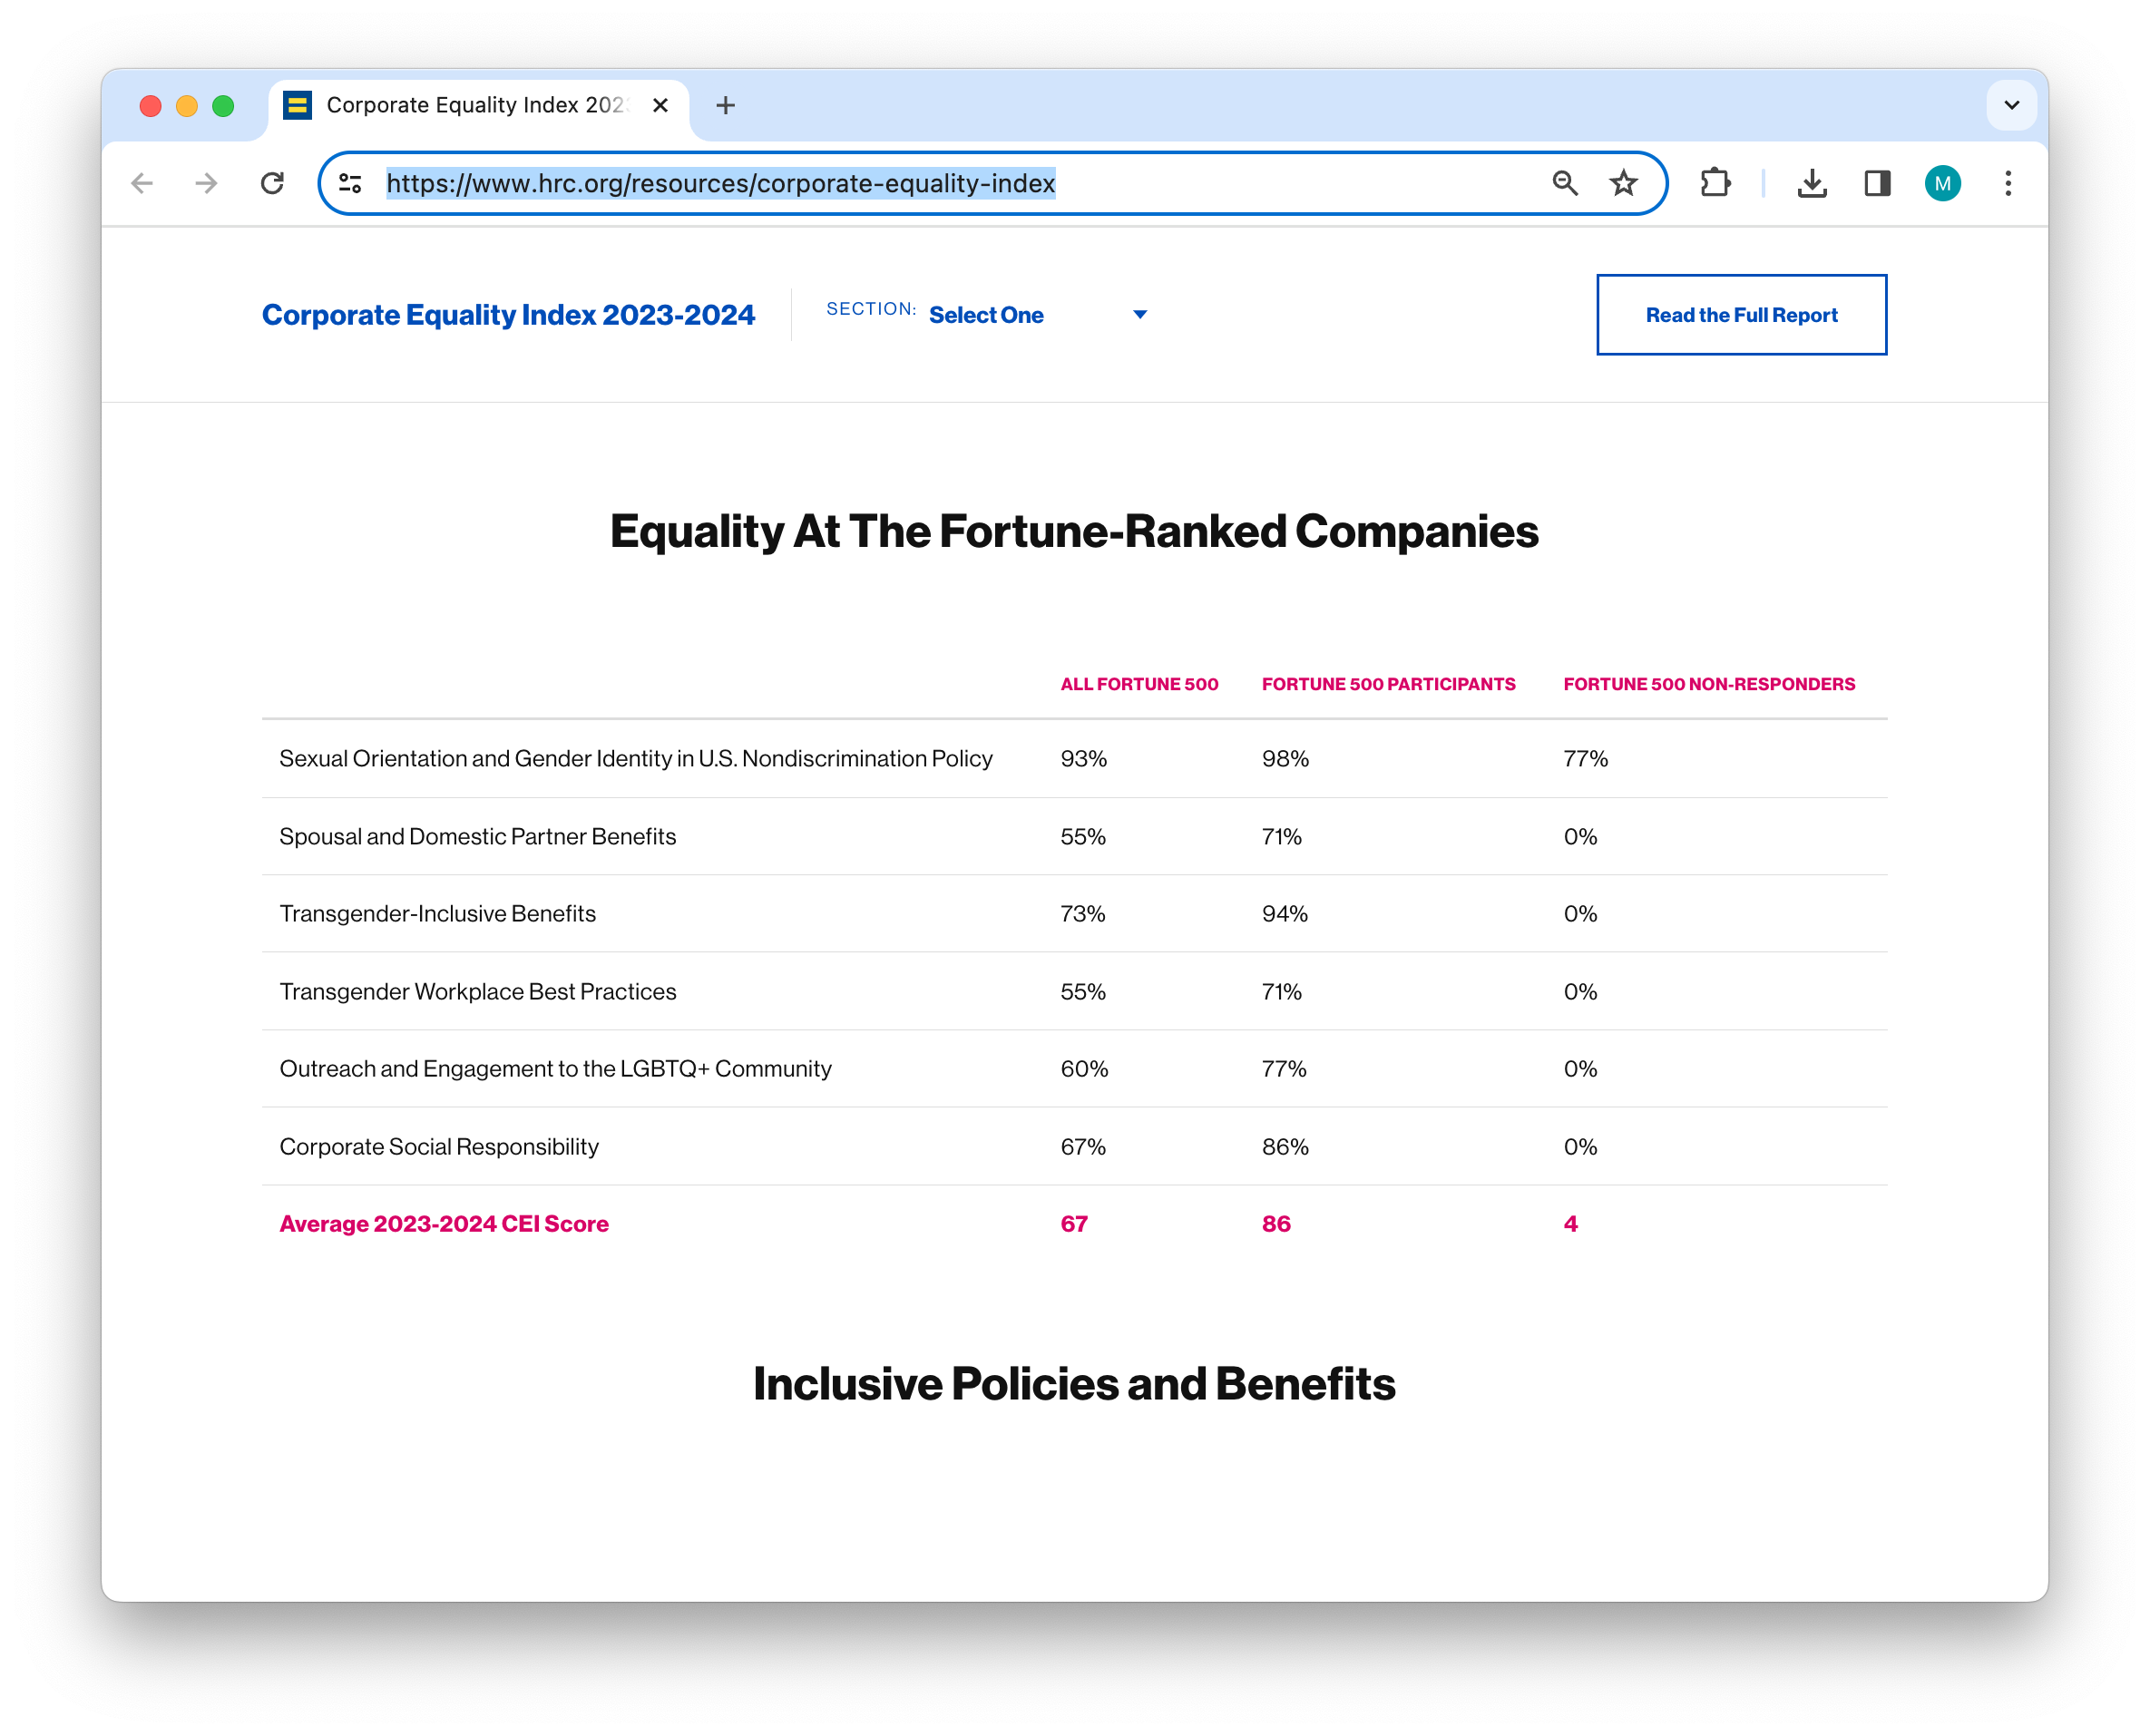 Corporate Equality Index 202
https://www.hrc.org/resources/corporate-equality-index
M
Corporate Equality Index 2023-2024
SECTION: Select One
Read the Full Report
Equality At The Fortune-Ranked Companies
ALL FORTUNE 500 FORTUNE 500 PARTICIPANTS FORTUNE 500 NON-RESPONDERS
Sexual Orientation and Gender Identity in U.S. Nondiscrimination Policy 93% 98% 77%
Spousal and Domestic Partner Benefits 55% 71% 0%
Transgender-Inclusive Benefits 73% 94% 0%
Transgender Workplace Best Practices 55% 71% 0%
Outreach and Engagement to the LGBTQ+ Community 60% 77% 0%
Corporate Social Responsibility 67% 86% 0%
Average 2023-2024 CEI Score 67 86 4
Inclusive Policies and Benefits